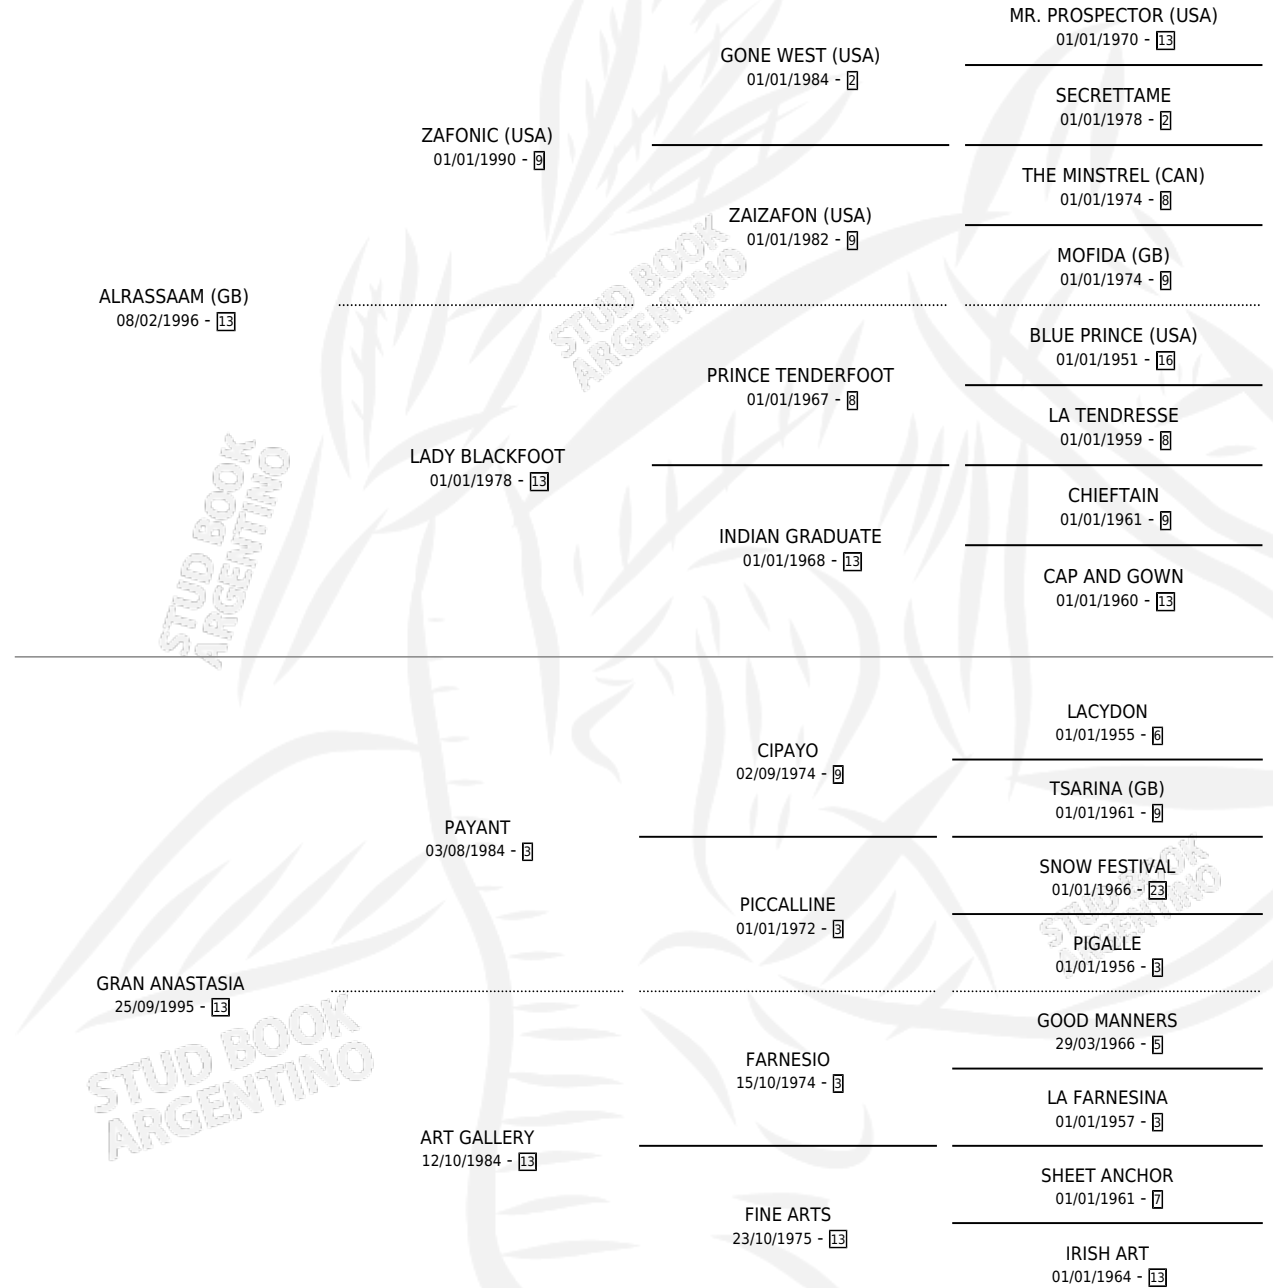 MR. PROSPECTOR (USA)
01/01/1970 - 13
GONE WEST (USA)
01/01/1984 - 2
SECRETTAME
01/01/1978 - 2
ZAFONIC (USA)
01/01/1990 - 9
THE MINSTREL (CAN)
01/01/1974 - 8
ZAIZAFON (USA)
01/01/1982 - 9
MOFIDA (GB)
01/01/1974 - 9
ALRASSAAM (GB)
08/02/1996 - 13
BLUE PRINCE (USA)
01/01/1951 - 16
PRINCE TENDERFOOT
01/01/1967 - 8
LA TENDRESSE
01/01/1959 - 8
LADY BLACKFOOT
01/01/1978 - 13
CHIEFTAIN
01/01/1961 - 9
INDIAN GRADUATE
01/01/1968 - 13
CAP AND GOWN
01/01/1960 - 13
LACYDON
01/01/1955 - 6
CIPAYO
02/09/1974 - 9
TSARINA (GB)
01/01/1961 - 9
PAYANT
03/08/1984 - 3
SNOW FESTIVAL
01/01/1966 - 23
PICCALLINE
01/01/1972 - 3
PIGALLE
01/01/1956 - 3
GRAN ANASTASIA
25/09/1995 - 13
GOOD MANNERS
29/03/1966 - 5
FARNESIO
15/10/1974 - 3
LA FARNESINA
01/01/1957 - 3
ART GALLERY
12/10/1984 - 13
SHEET ANCHOR
01/01/1961 - 7
FINE ARTS
23/10/1975 - 13
IRISH ART
01/01/1964 - 13
STUD BOOK
ARGENTINO
STUD BOOK
ARGENTINO
STUD BOOK
ARGENTINO
STUD BOOK
ARGENTINO